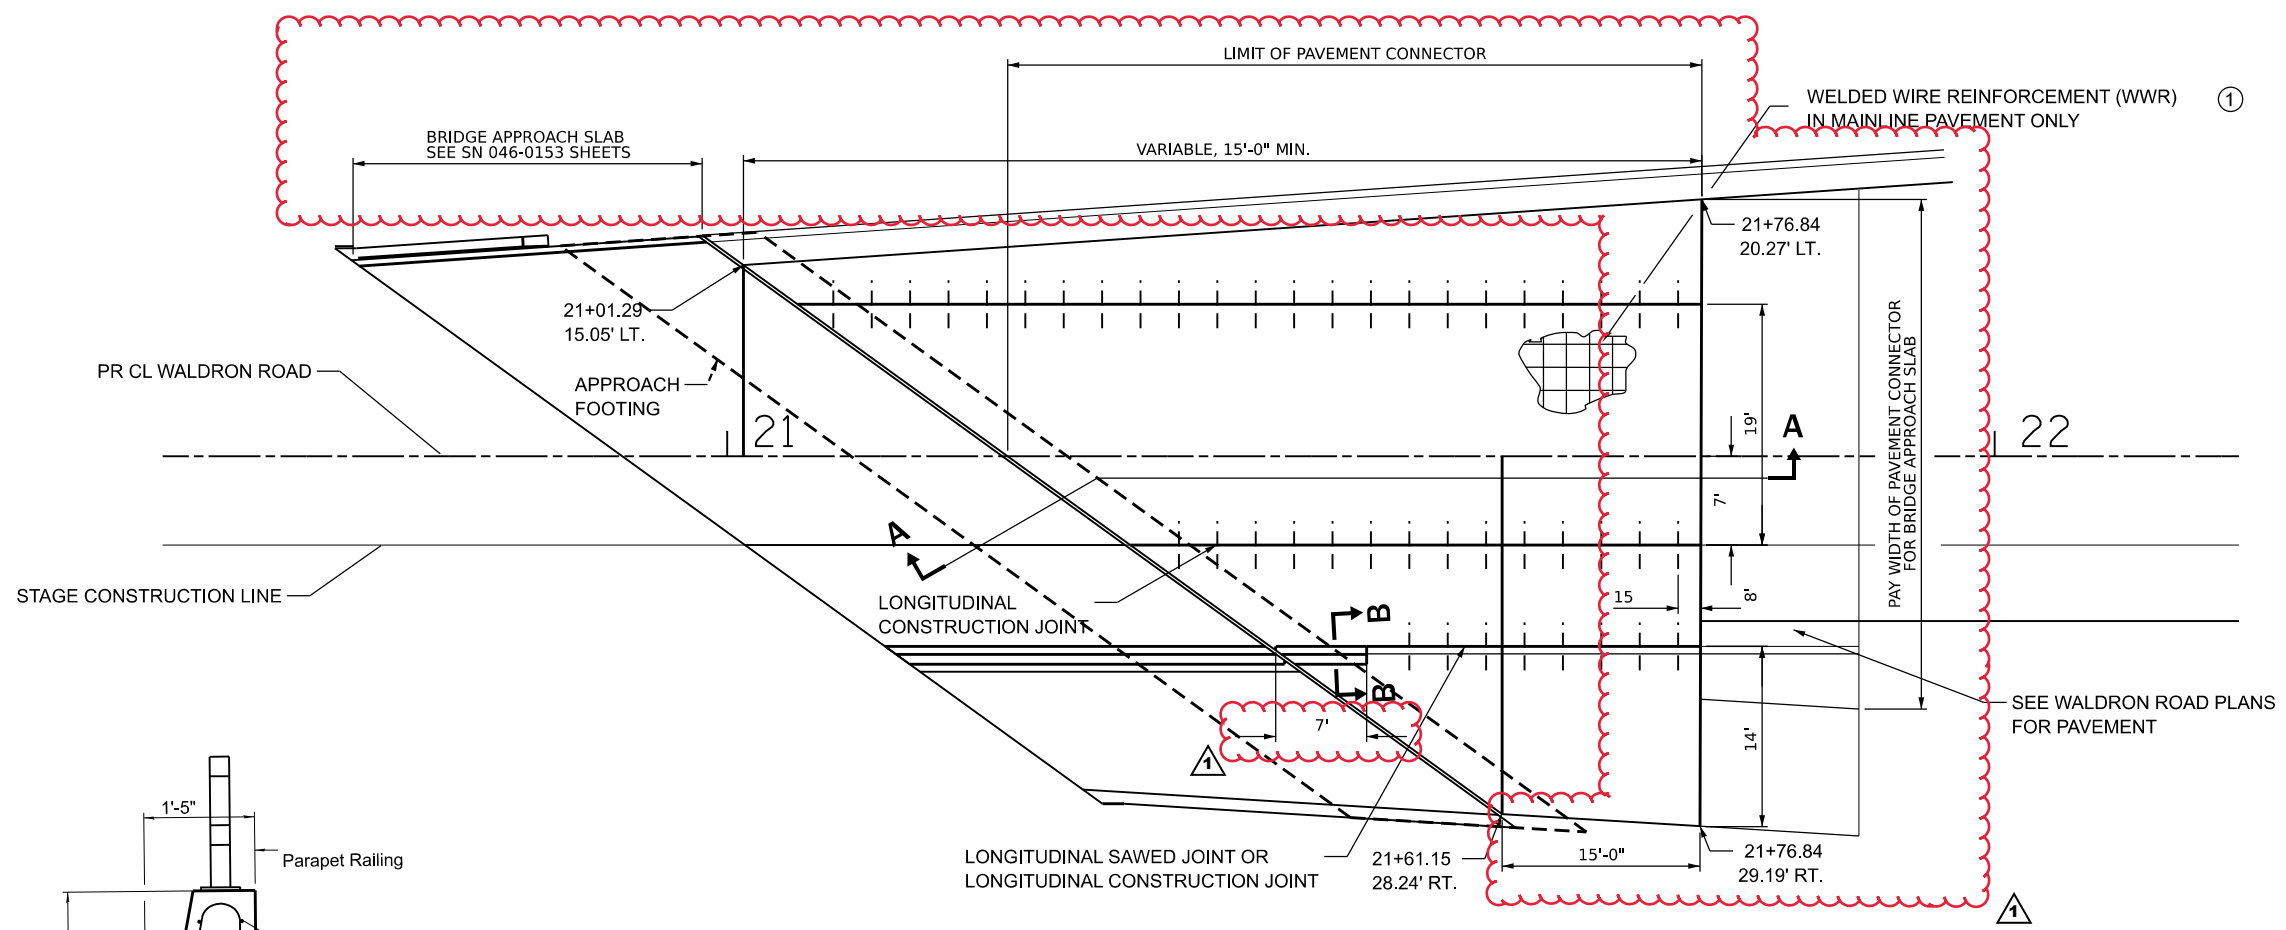 LIMIT OF PAVEMENT CONNECTOR
WELDED WIRE REINFORCEMENT (WWR) 1
IN MAINLINE PAVEMENT ONLY
BRIDGE APPROACH SLAB
SEE SN 046-0153 SHEETS
VARIABLE, 15'-0" MIN.
21+76.84
20.27' LT.
21+01.29
15.05' LT.
PR CL WALDRON ROAD
APPROACH
FOOTING
21
19'
A
22
PAY WIDTH OF PAVEMENT CONNECTOR
FOR BRIDGE APPROACH SLAB
7'
A
STAGE CONSTRUCTION LINE
LONGITUDINAL
CONSTRUCTION JOINT
15
8'
B
B
SEE WALDRON ROAD PLANS
FOR PAVEMENT
7'
1
14'
1'-5"
Parapet Railing
LONGITUDINAL SAWED JOINT OR
LONGITUDINAL CONSTRUCTION JOINT
21+61.15
28.24' RT.
15'-0"
21+76.84
29.19' RT.
1